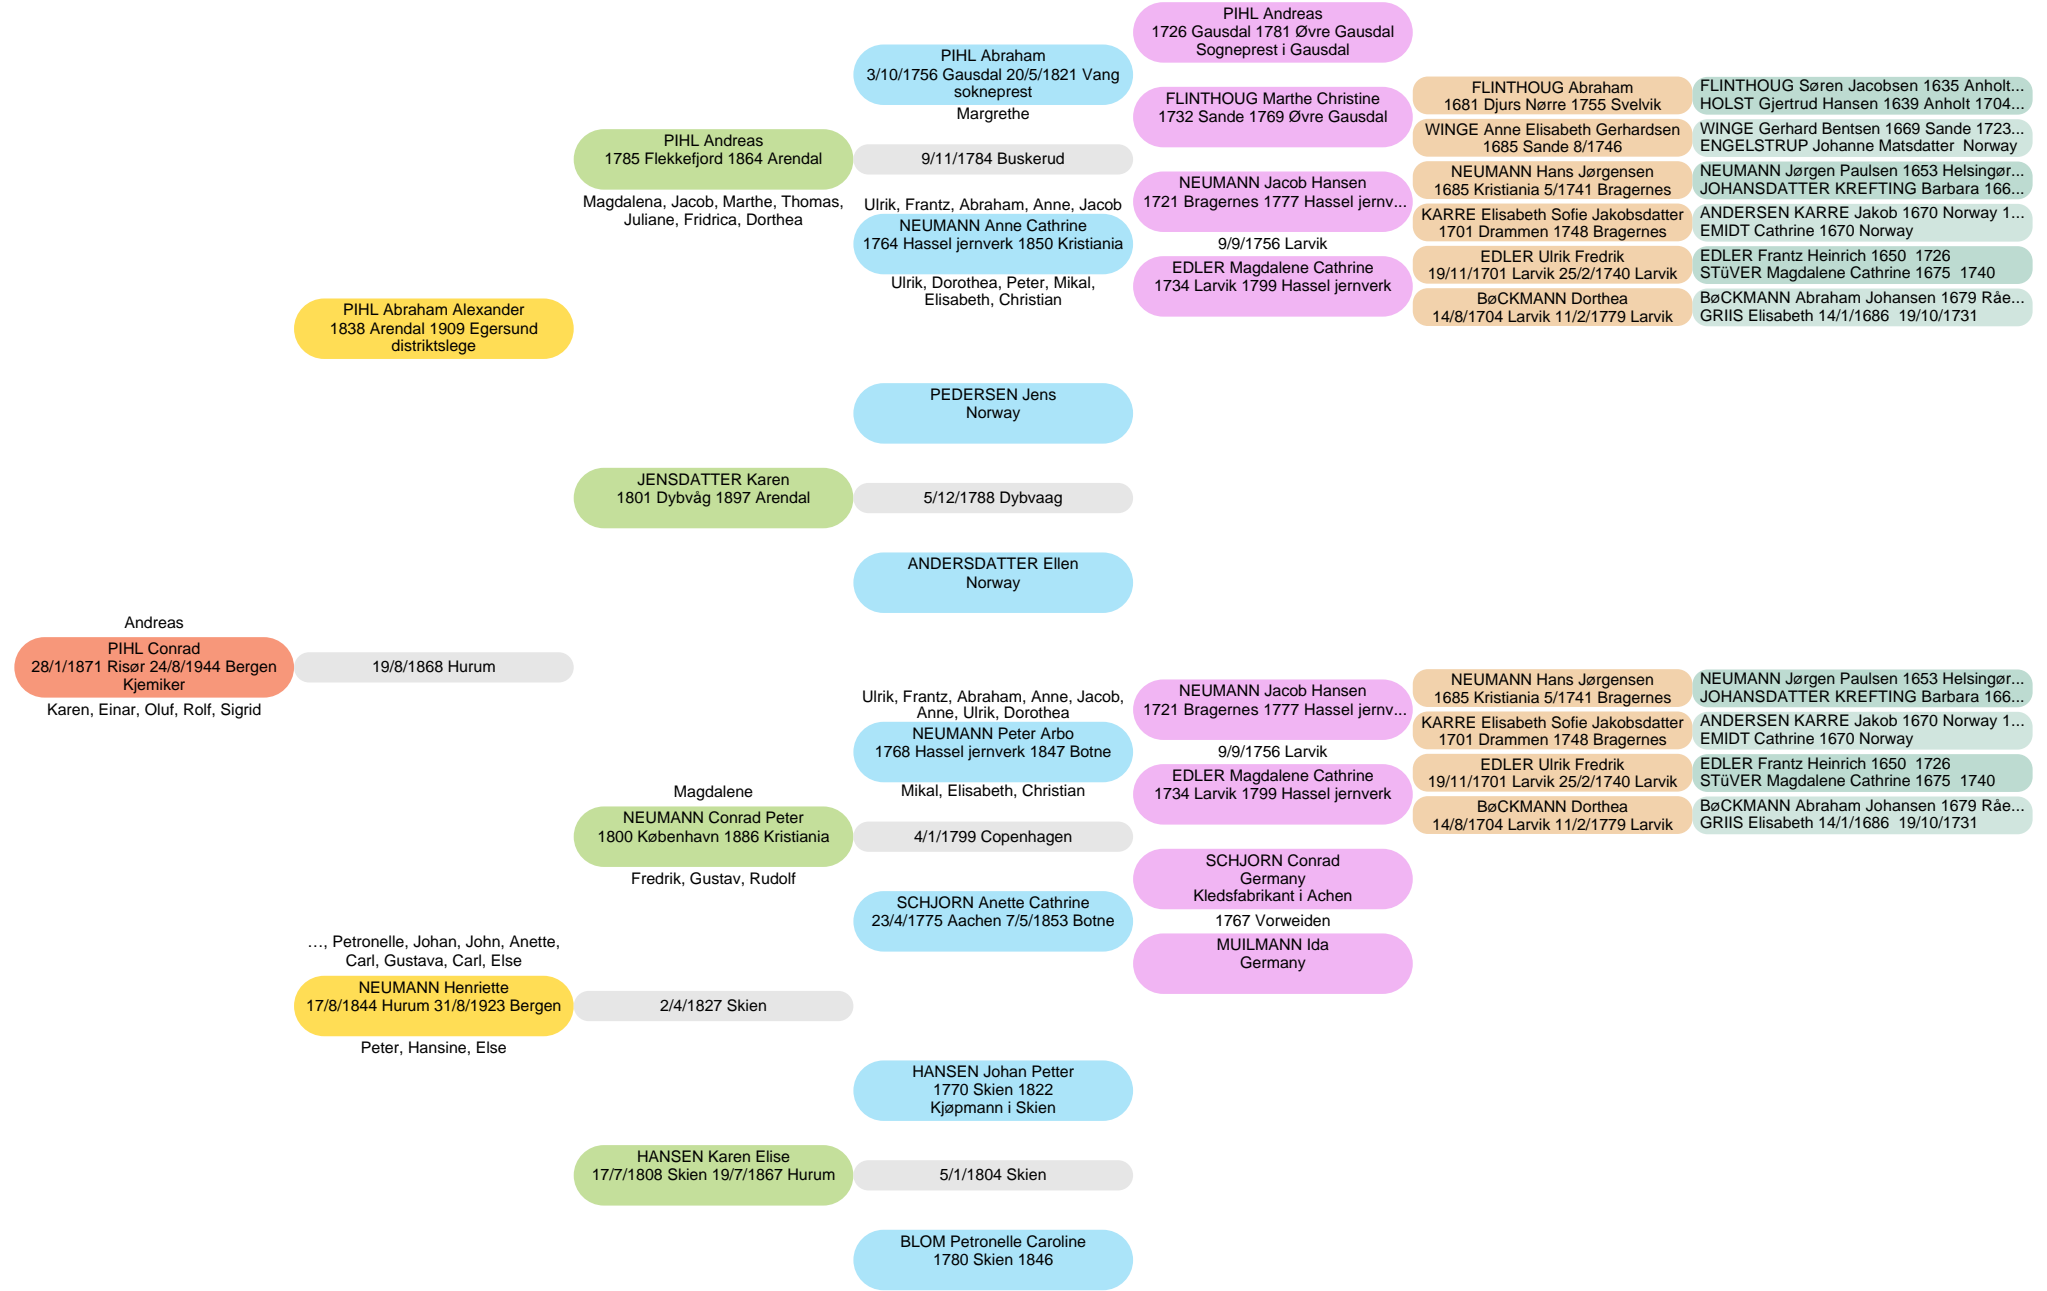 PIHL Andreas
1726 Gausdal 1781 Øvre Gausdal
Sogneprest i Gausdal
PIHL Abraham
3/10/1756 Gausdal 20/5/1821 Vang
sokneprest
Margrethe
FLINTHOUG Marthe Christine
1732 Sande 1769 Øvre Gausdal
FLINTHOUG Abraham
1681 Djurs Nørre 1755 Svelvik
FLINTHOUG Søren Jacobsen 1635 Anholt...
HOLST Gjertrud Hansen 1639 Anholt 1704...
WINGE Anne Elisabeth Gerhardsen
1685 Sande 8/1746
WINGE Gerhard Bentsen 1669 Sande 1723...
ENGELSTRUP Johanne Matsdatter  Norway
PIHL Andreas
1785 Flekkefjord 1864 Arendal
Magdalena, Jacob, Marthe, Thomas,
Juliane, Fridrica, Dorthea
9/11/1784 Buskerud
Ulrik, Frantz, Abraham, Anne, Jacob
NEUMANN Anne Cathrine
1764 Hassel jernverk 1850 Kristiania
Ulrik, Dorothea, Peter, Mikal,
Elisabeth, Christian
NEUMANN Jacob Hansen
1721 Bragernes 1777 Hassel jernv...
9/9/1756 Larvik
EDLER Magdalene Cathrine
1734 Larvik 1799 Hassel jernverk
NEUMANN Hans Jørgensen
1685 Kristiania 5/1741 Bragernes
NEUMANN Jørgen Paulsen 1653 Helsingør...
JOHANSDATTER KREFTING Barbara 166...
KARRE Elisabeth Sofie Jakobsdatter
1701 Drammen 1748 Bragernes
ANDERSEN KARRE Jakob 1670 Norway 1...
EMIDT Cathrine 1670 Norway
EDLER Ulrik Fredrik
19/11/1701 Larvik 25/2/1740 Larvik
EDLER Frantz Heinrich 1650  1726
STüVER Magdalene Cathrine 1675  1740
BøCKMANN Dorthea
14/8/1704 Larvik 11/2/1779 Larvik
BøCKMANN Abraham Johansen 1679 Råe...
GRIIS Elisabeth 14/1/1686  19/10/1731
PIHL Abraham Alexander
1838 Arendal 1909 Egersund
distriktslege
PEDERSEN Jens
Norway
JENSDATTER Karen
1801 Dybvåg 1897 Arendal
5/12/1788 Dybvaag
ANDERSDATTER Ellen
Norway
Andreas
PIHL Conrad
28/1/1871 Risør 24/8/1944 Bergen
Kjemiker
Karen, Einar, Oluf, Rolf, Sigrid
19/8/1868 Hurum
Ulrik, Frantz, Abraham, Anne, Jacob,
Anne, Ulrik, Dorothea
NEUMANN Peter Arbo
1768 Hassel jernverk 1847 Botne
Mikal, Elisabeth, Christian
NEUMANN Jacob Hansen
1721 Bragernes 1777 Hassel jernv...
9/9/1756 Larvik
EDLER Magdalene Cathrine
1734 Larvik 1799 Hassel jernverk
NEUMANN Hans Jørgensen
1685 Kristiania 5/1741 Bragernes
NEUMANN Jørgen Paulsen 1653 Helsingør...
JOHANSDATTER KREFTING Barbara 166...
KARRE Elisabeth Sofie Jakobsdatter
1701 Drammen 1748 Bragernes
ANDERSEN KARRE Jakob 1670 Norway 1...
EMIDT Cathrine 1670 Norway
EDLER Ulrik Fredrik
19/11/1701 Larvik 25/2/1740 Larvik
EDLER Frantz Heinrich 1650  1726
STüVER Magdalene Cathrine 1675  1740
BøCKMANN Dorthea
14/8/1704 Larvik 11/2/1779 Larvik
BøCKMANN Abraham Johansen 1679 Råe...
GRIIS Elisabeth 14/1/1686  19/10/1731
Magdalene
NEUMANN Conrad Peter
1800 København 1886 Kristiania
Fredrik, Gustav, Rudolf
4/1/1799 Copenhagen
SCHJORN Conrad
Germany
Kledsfabrikant i Achen
SCHJORN Anette Cathrine
23/4/1775 Aachen 7/5/1853 Botne
1767 Vorweiden
MUILMANN Ida
Germany
…, Petronelle, Johan, John, Anette,
Carl, Gustava, Carl, Else
NEUMANN Henriette
17/8/1844 Hurum 31/8/1923 Bergen
Peter, Hansine, Else
2/4/1827 Skien
HANSEN Johan Petter
1770 Skien 1822
Kjøpmann i Skien
HANSEN Karen Elise
17/7/1808 Skien 19/7/1867 Hurum
5/1/1804 Skien
BLOM Petronelle Caroline
1780 Skien 1846